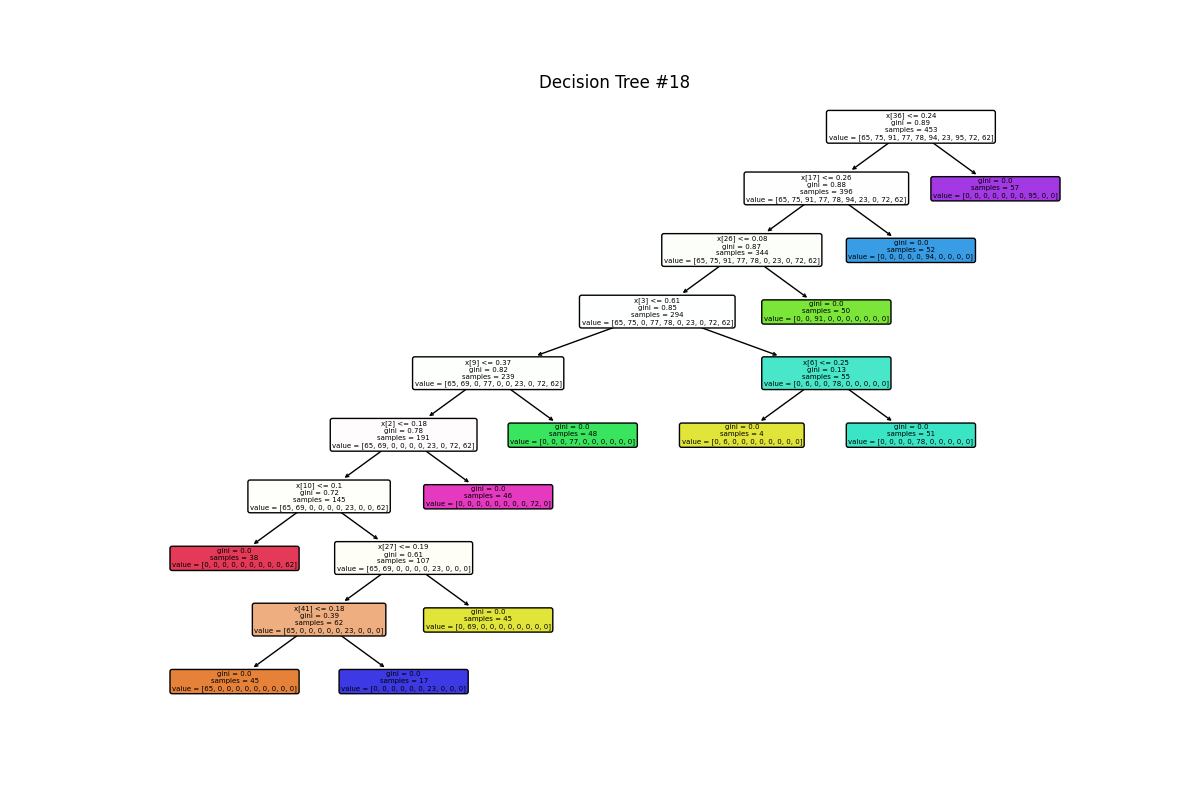 Decision Tree #18
x[36] <= 0.24
gini = 0.89
samples = 453
value = [65, 75, 91, 77, 78, 94, 23, 95, 72, 62]
x[17] <= 0.26
gini = 0.88
samples = 396
value = [65, 75, 91, 77, 78, 94, 23, 0, 72, 62]
gini = 0.0
samples = 57
value = [0, 0, 0, 0, 0, 0, 0, 95, 0, 0]
x[26] <= 0.08
gini = 0.87
samples = 344
value = [65, 75, 91, 77, 78, 0, 23, 0, 72, 62]
gini = 0.0
samples = 52
value = [0, 0, 0, 0, 0, 94, 0, 0, 0, 0]
x[3] <= 0.61
gini = 0.85
samples = 294
value = [65, 75, 0, 77, 78, 0, 23, 0, 72, 62]
gini = 0.0
samples = 50
value = [0, 0, 91, 0, 0, 0, 0, 0, 0, 0]
x[9] <= 0.37
gini = 0.82
samples = 239
value = [65, 69, 0, 77, 0, 0, 23, 0, 72, 62]
x[6] <= 0.25
gini = 0.13
samples = 55
value = [0, 6, 0, 0, 78, 0, 0, 0, 0, 0]
x[2] <= 0.18
gini = 0.78
samples = 191
value = [65, 69, 0, 0, 0, 0, 23, 0, 72, 62]
gini = 0.0
samples = 48
value = [0, 0, 0, 77, 0, 0, 0, 0, 0, 0]
gini = 0.0
samples = 4
value = [0, 6, 0, 0, 0, 0, 0, 0, 0, 0]
gini = 0.0
samples = 51
value = [0, 0, 0, 0, 78, 0, 0, 0, 0, 0]
x[10] <= 0.1
gini = 0.72
samples = 145
value = [65, 69, 0, 0, 0, 0, 23, 0, 0, 62]
gini = 0.0
samples = 46
value = [0, 0, 0, 0, 0, 0, 0, 0, 72, 0]
gini = 0.0
samples = 38
value = [0, 0, 0, 0, 0, 0, 0, 0, 0, 62]
x[27] <= 0.19
gini = 0.61
samples = 107
value = [65, 69, 0, 0, 0, 0, 23, 0, 0, 0]
x[41] <= 0.18
gini = 0.39
samples = 62
value = [65, 0, 0, 0, 0, 0, 23, 0, 0, 0]
gini = 0.0
samples = 45
value = [0, 69, 0, 0, 0, 0, 0, 0, 0, 0]
gini = 0.0
samples = 45
value = [65, 0, 0, 0, 0, 0, 0, 0, 0, 0]
gini = 0.0
samples = 17
value = [0, 0, 0, 0, 0, 0, 23, 0, 0, 0]